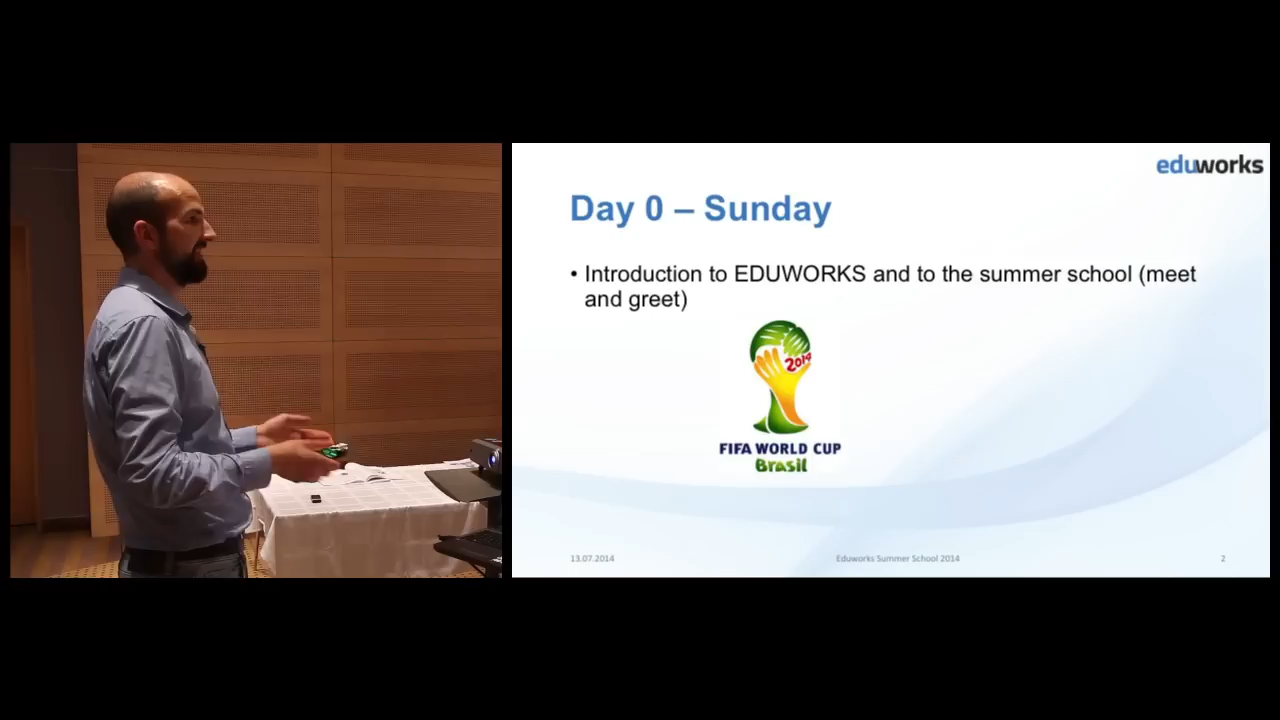 eduworks
Day 0 – Sunday
• Introduction to EDUWORKS and to the summer school (meet
and greet)
2014
FIFA WORLD CUP
Brasil
13.07.2014
Eduworks Summer School 2014
2